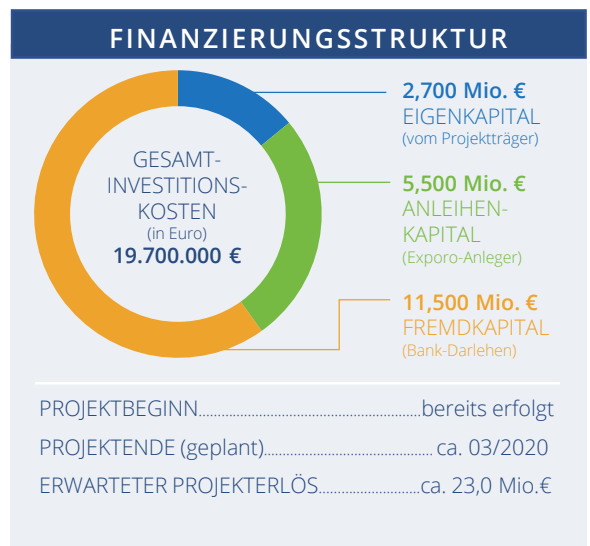 FINANZIERUNGSSTRUKTUR
GESAMT-
INVESTITIONS-
KOSTEN
(in Euro)
19.700.000 €
2,700 Mio. €
EIGENKAPITAL
(vom Projektträger)
5,500 Mio. €
ANLEIHEN-
KAPITAL
(Exporo-Anleger)
11,500 Mio. €
FREMDKAPITAL
(Bank-Darlehen)
PROJEKTBEGINN..........................................................bereits erfolgt
PROJEKTENDE (geplant)............................................ ca. 03/2020
ERWARTETER PROJEKTERLÖS...........................ca. 23,0 Mio.€